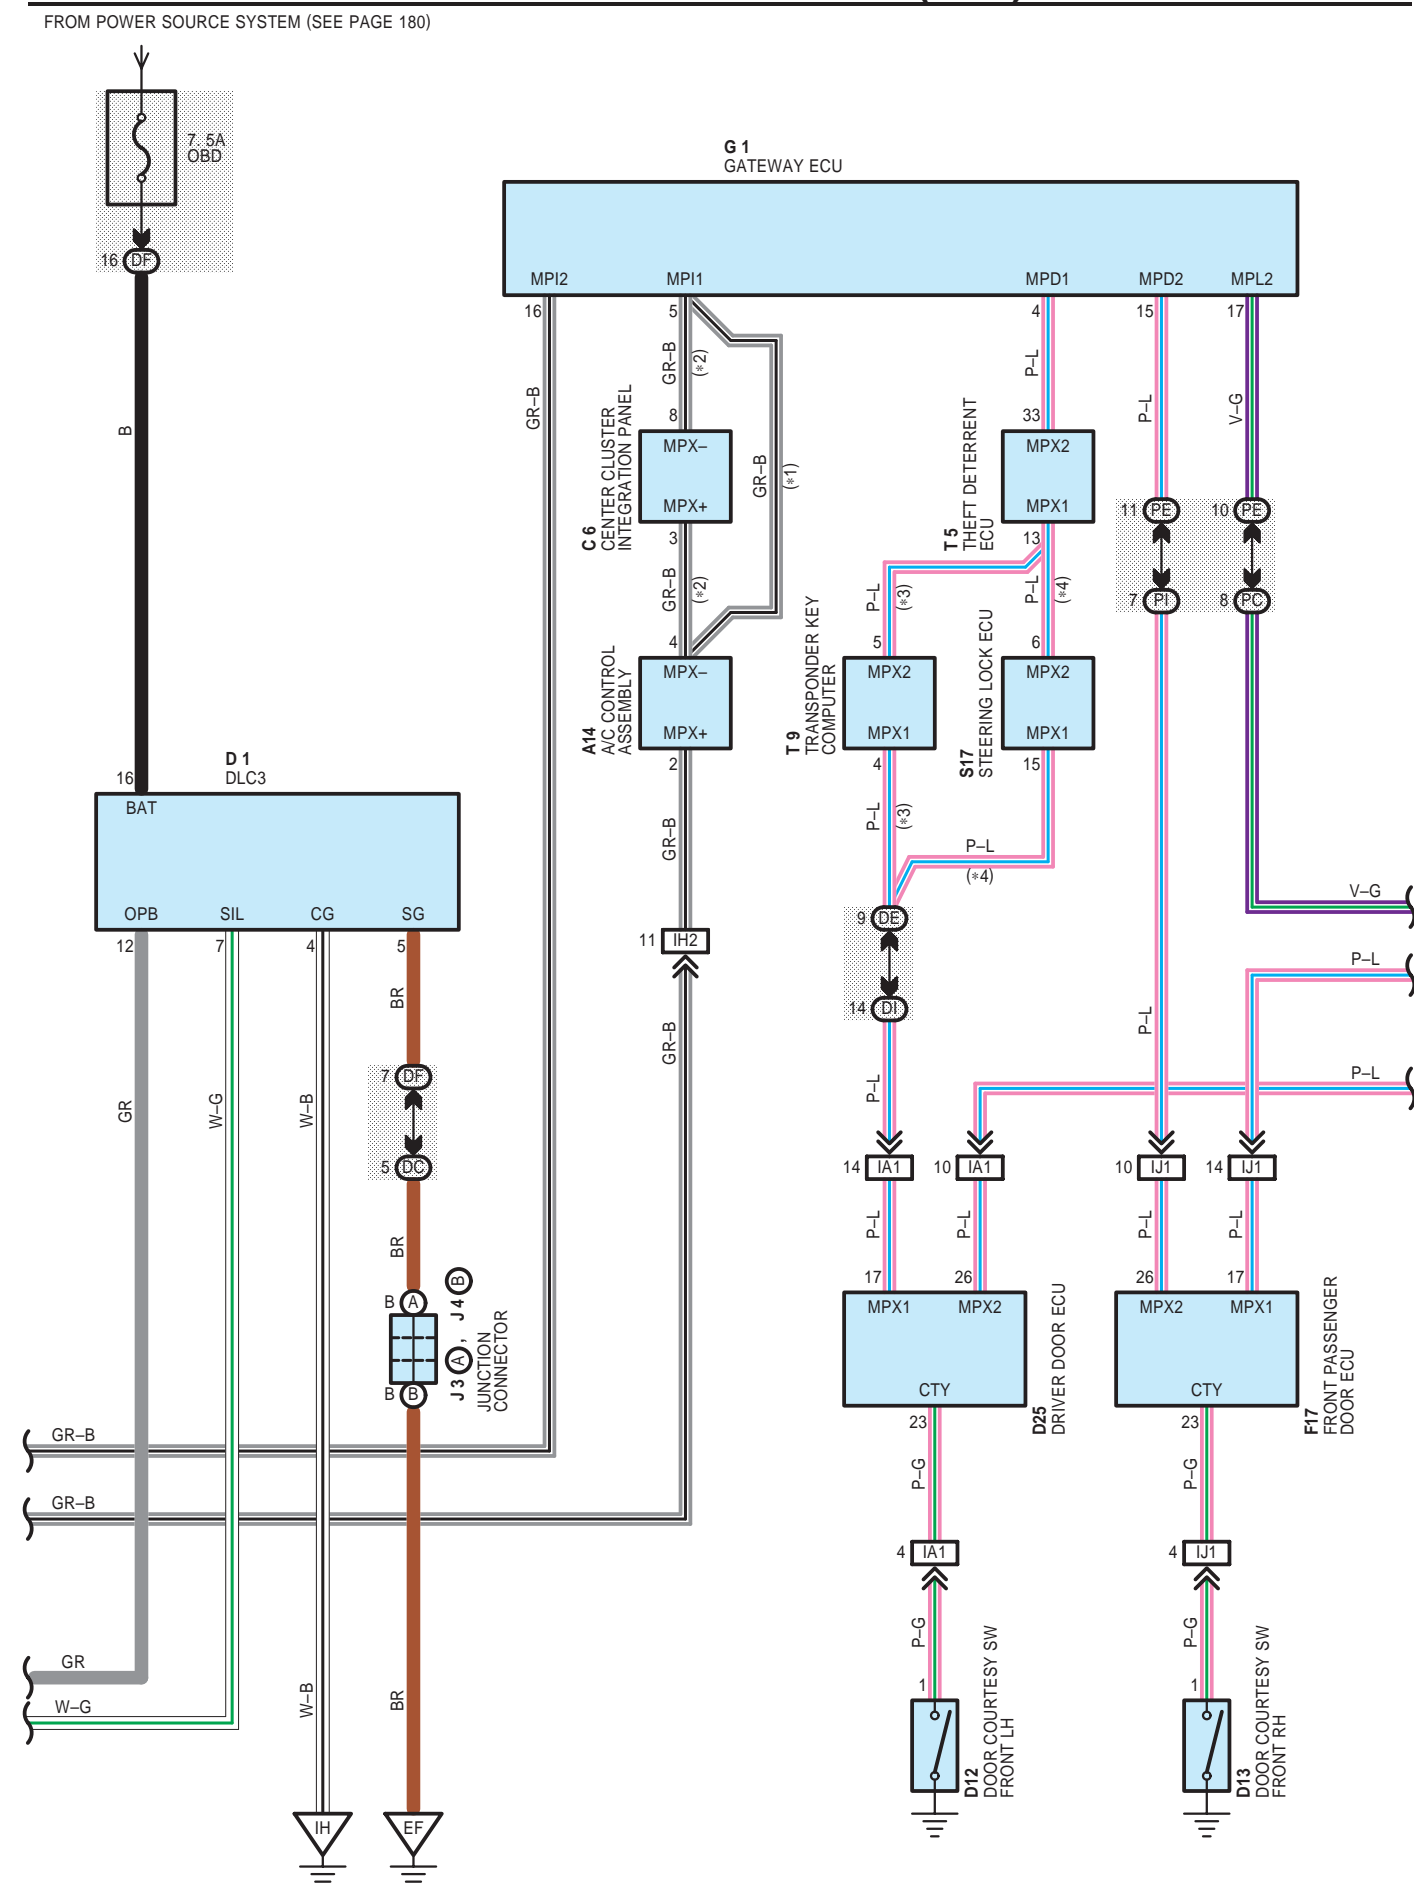 FROM POWER SOURCE SYSTEM (SEE PAGE 180)
7. 5A
OBD
16 DF
B
G 1
GATEWAY ECU
MPI2 MPI1 MPD1 MPD2 MPL2
16 5 4 15 17
GR–B
GR–B
(∗2)
GR–B
(∗1)
P–L
P–L
V–G
8
MPX–
MPX+
3
C 6
CENTER CLUSTER
INTEGRATION PANEL
GR–B
(∗2)
4
MPX–
MPX+
2
A14
A/C CONTROL
ASSEMBLY
GR–B
11 IH2
GR–B
33
MPX2
MPX1
13
T 5
THEFT DETERRENT
ECU
P–L
(∗3)
P–L
(∗4)
11 PE
7 PI
10 PE
8 PC
5
MPX2
MPX1
4
T 9
TRANSPONDER KEY
COMPUTER
6
MPX2
MPX1
15
S17
STEERING LOCK ECU
P–L
(∗3)
P–L
(∗4)
9 DE
14 DI
P–L
P–L
V–G
P–L
P–L
D 1
DLC3
16
BAT
OPB SIL CG SG
12 7 4 5
GR
W–G
W–B
BR
7 DF
5 DC
BR
B A
B B
J 3 A , J 4 B
JUNCTION
CONNECTOR
14 IA1
10 IA1
10 IJ1
14 IJ1
P–L
P–L
P–L
P–L
17 26 26 17
MPX1 MPX2
CTY
D25
DRIVER DOOR ECU
MPX2 MPX1
CTY
F17
FRONT PASSENGER
DOOR ECU
23
P–G
23
P–G
GR–B
GR–B
4 IA1
4 IJ1
P–G
P–G
1
1
D12
DOOR COURTESY SW
FRONT LH
D13
DOOR COURTESY SW
FRONT RH
GR
W–G
W–B
BR
IH
EF